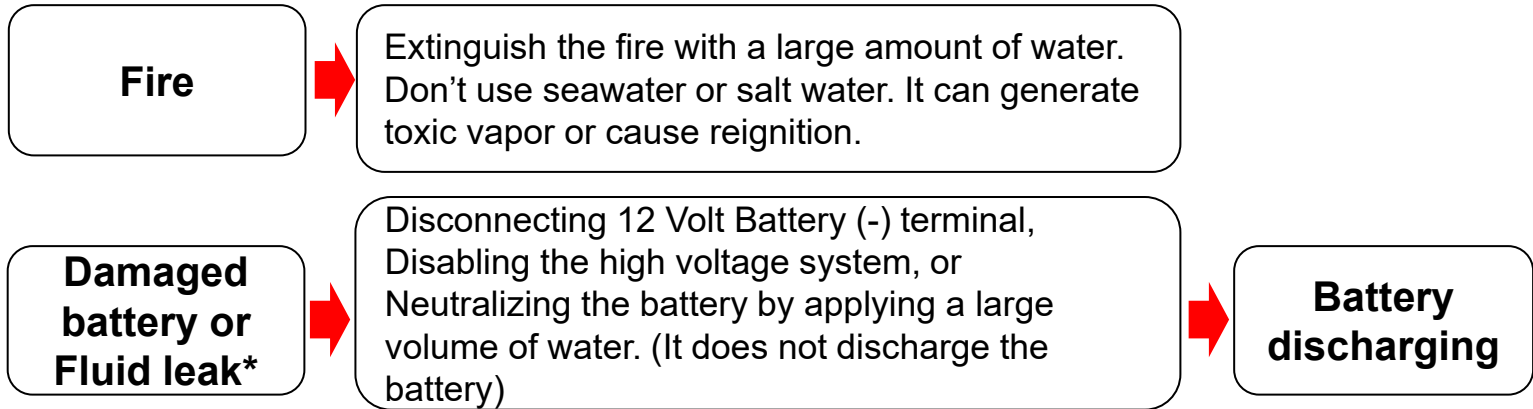 Fire
Extinguish the fire with a large amount of water.
Don’t use seawater or salt water. It can generate
toxic vapor or cause reignition.
Damaged
battery or
Fluid leak*
Disconnecting 12 Volt Battery (-) terminal,
Disabling the high voltage system, or
Neutralizing the battery by applying a large
volume of water. (It does not discharge the
battery)
Battery
discharging